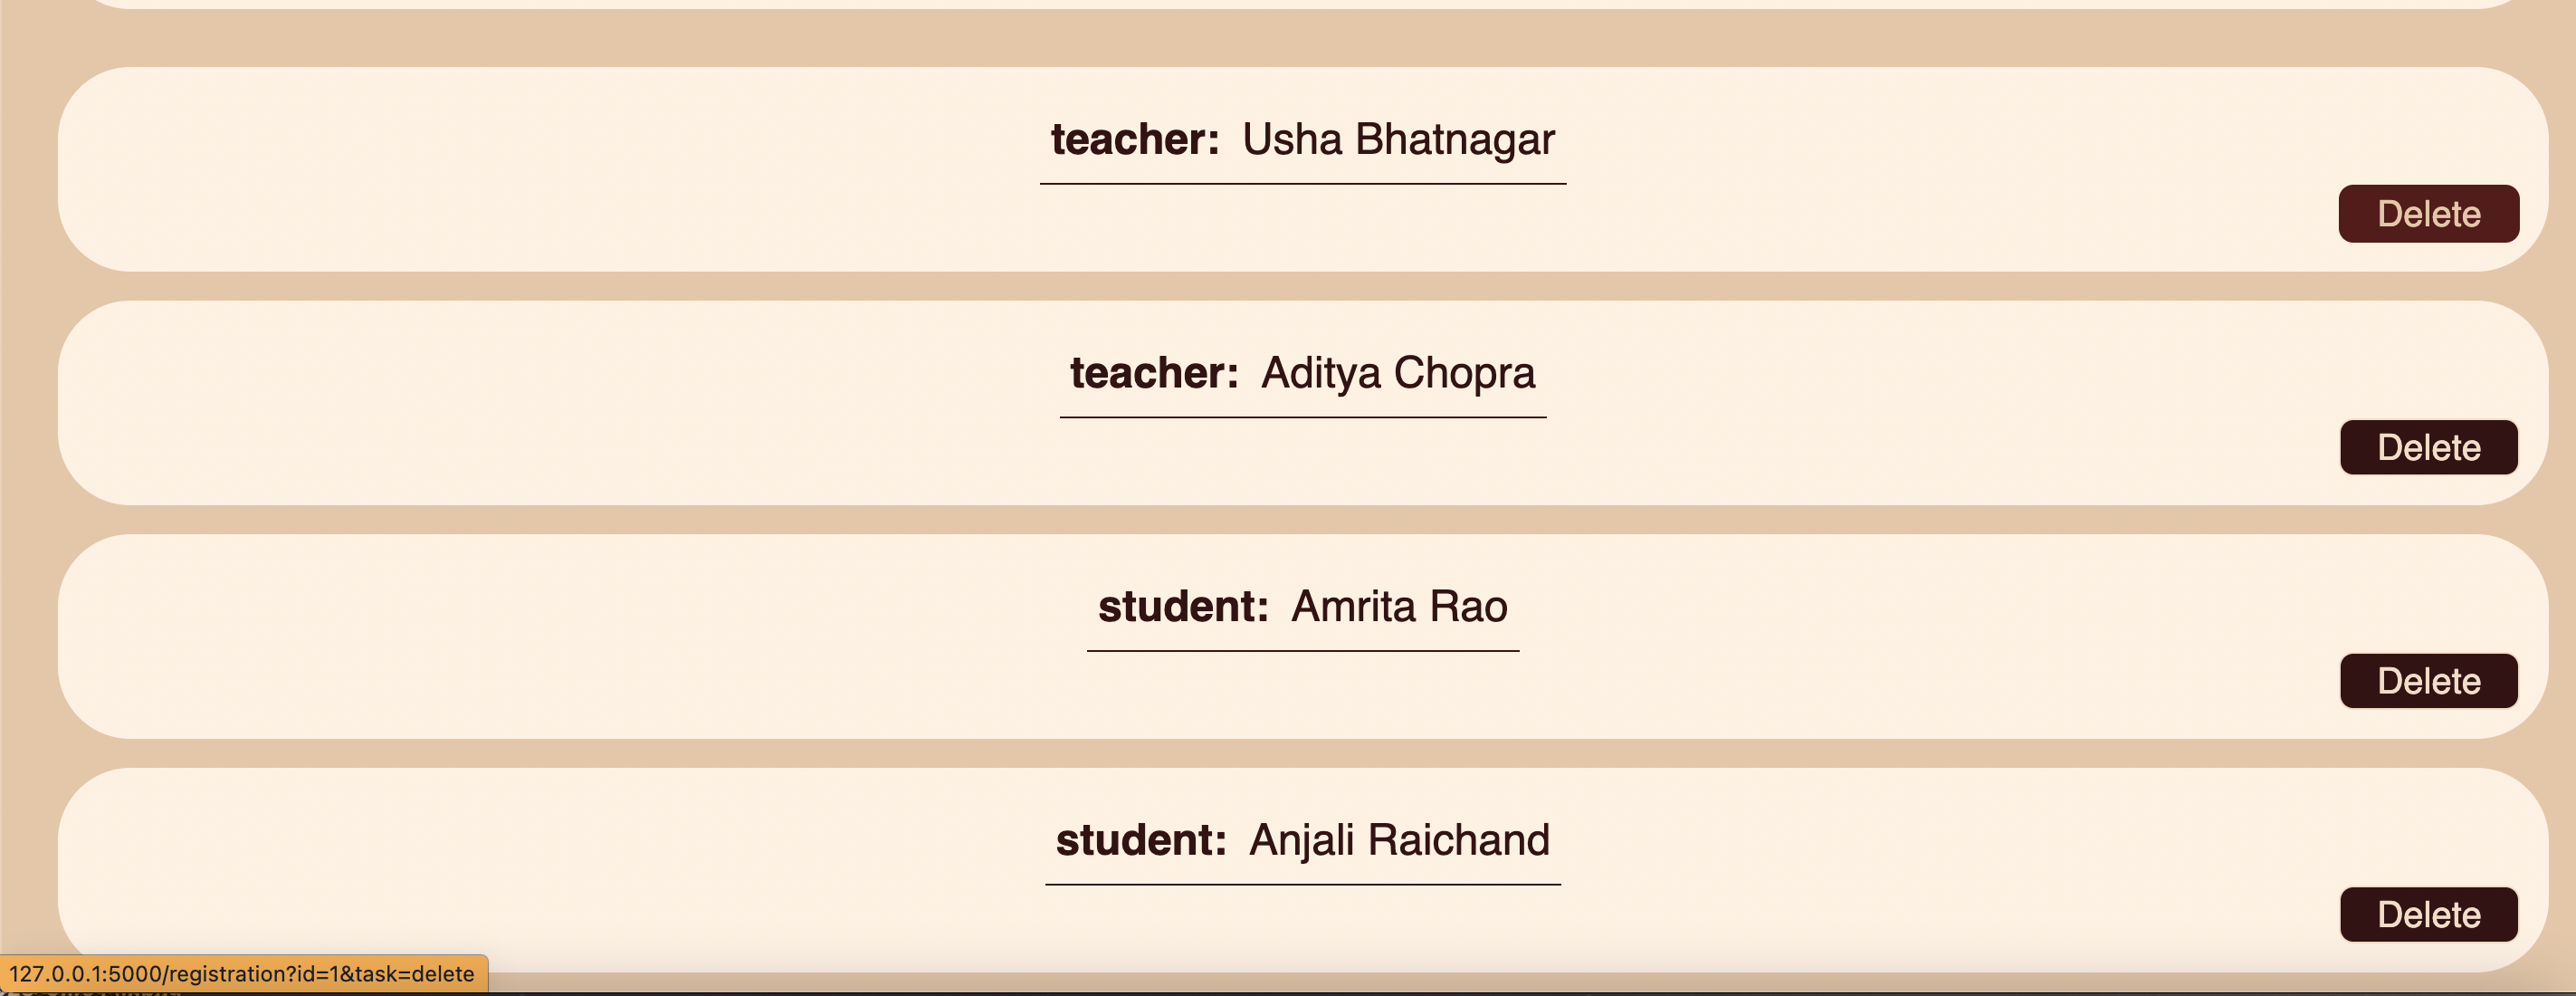 teacher: Usha Bhatnagar
Delete
teacher: Aditya Chopra
Delete
student: Amrita Rao
Delete
student: Anjali Raichand
Delete
127.0.0.1:5000/registration?id=1&task=delete